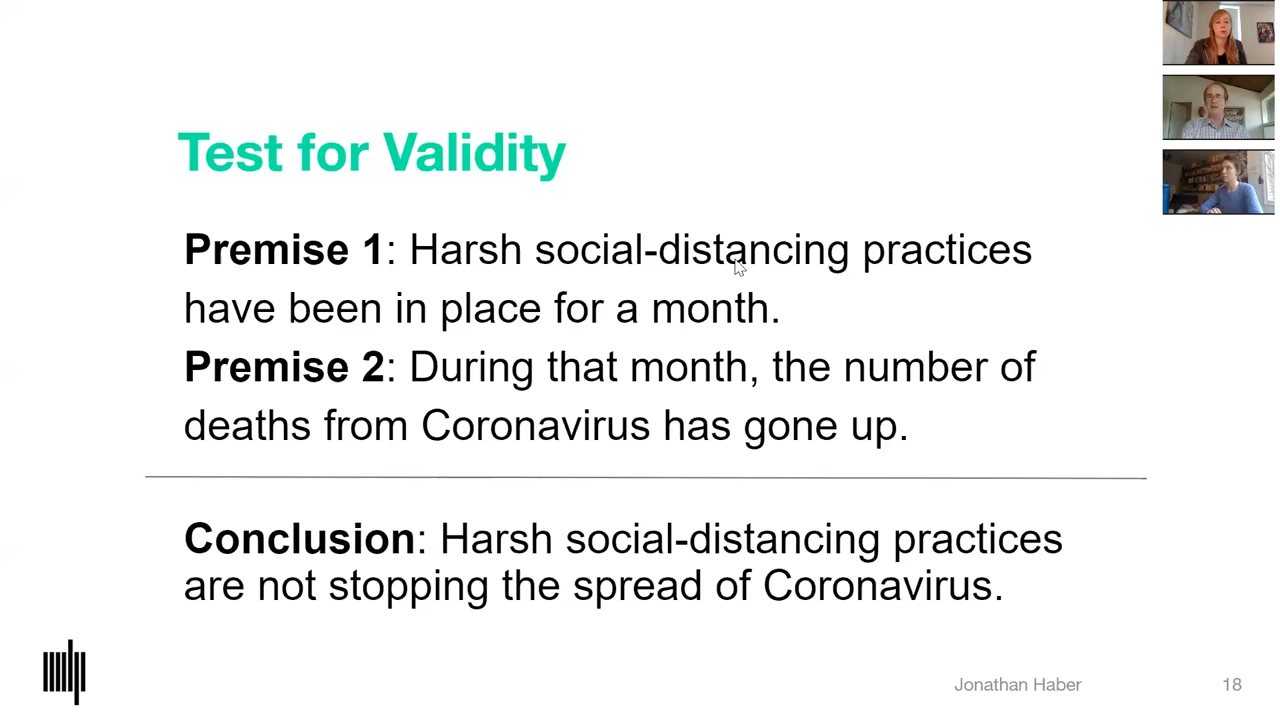 Test for Validity
Premise 1: Harsh social-distancing practices
have been in place for a month.
Premise 2: During that month, the number of
deaths from Coronavirus has gone up.
Conclusion: Harsh social-distancing practices
are not stopping the spread of Coronavirus.
Jonathan Haber 18